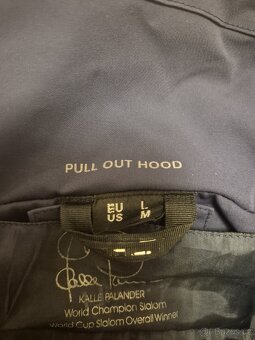 PULL OUT HOOD
EU L
US M
KALLE PALANDER
World Champion Slalom
World Cup Slalom Overall Winner